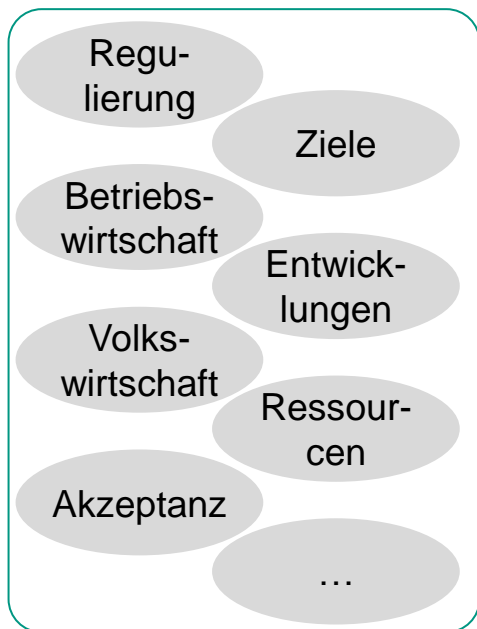 Regu-
lierung
Ziele
Betriebs-
wirtschaft
Entwick-
lungen
Volks-
wirtschaft
Ressour-
cen
Akzeptanz
…